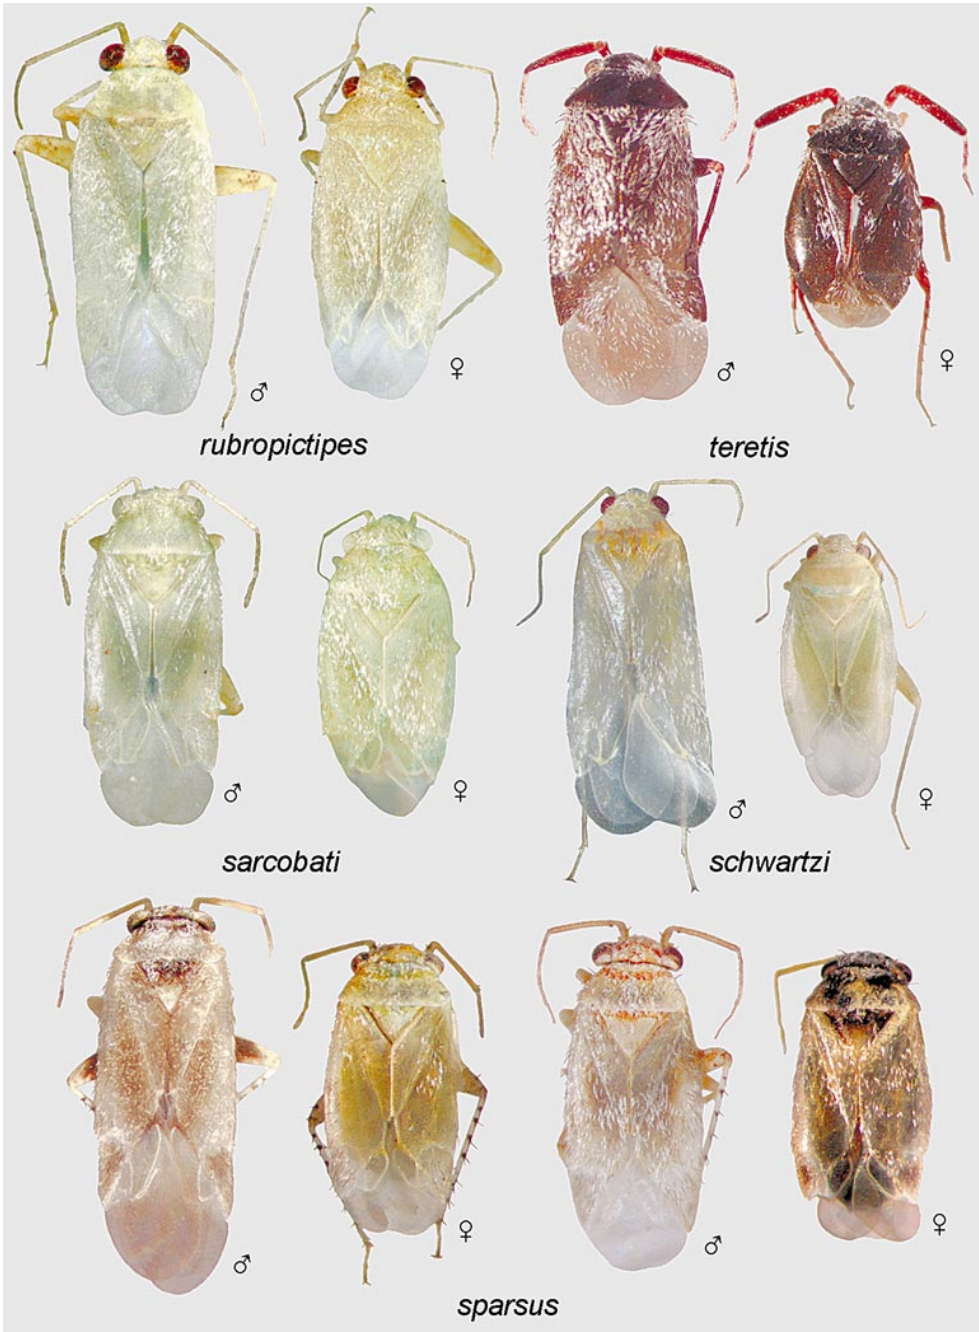 ♂ ♀ ♂ ♀
rubropictipes teretis
♂ ♀ ♂ ♀
sarcobati schwartzi
♂ ♀ ♂ ♀
sparsus